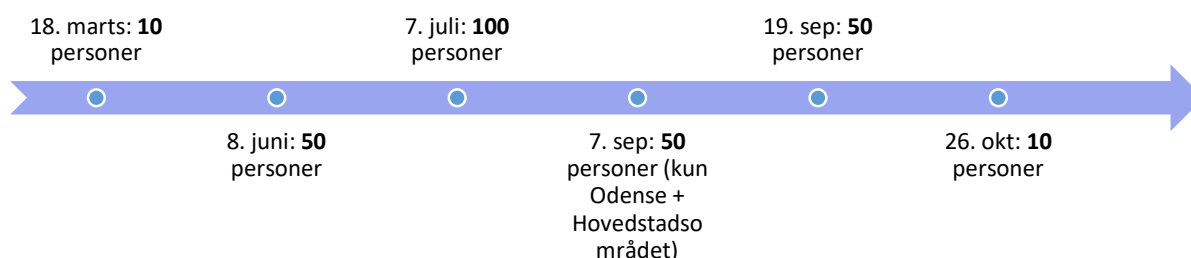 18. marts: 10
personer
8. juni: 50
personer
7. juli: 100
personer
7. sep: 50
personer (kun
Odense +
Hovedstadso
mrådet)
19. sep: 50
personer
26. okt: 10
personer